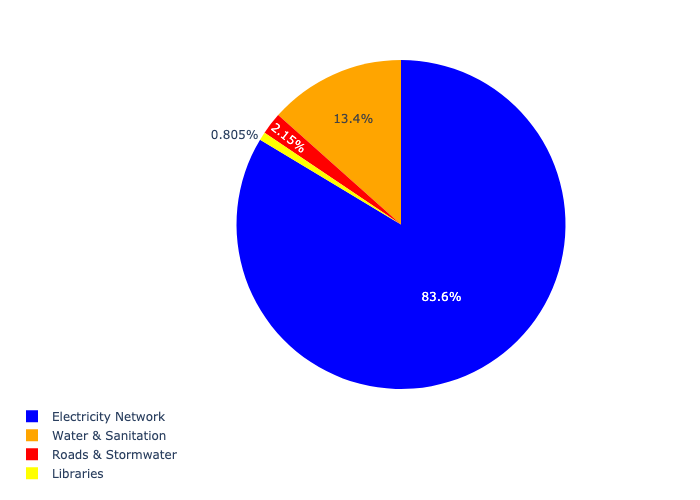 13.4%
0.805%
2.15%
83.6%
Electricity Network
Water & Sanitation
Roads & Stormwater
Libraries